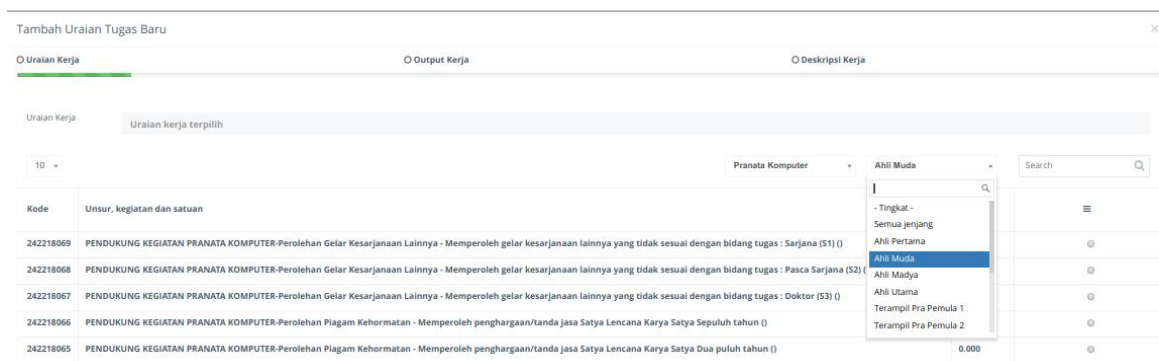 Tambah Uraian Tugas Baru
Uraian Kerja Output Kerja Deskripsi Kerja
Uraian Kerja Uraian kerja terpilih
10 Pranata Komputer Ahli Muda Search
- Tingkat -
Semua jenjang
Ahli Pertama
Ahli Muda
Ahli Madya
Ahli Utama
Terampil Pra Pemula 1
Terampil Pra Pemula 2
Kode Unsur, kegiatan dan satuan
242218069 PENDUKUNG KEGIATAN PRANATA KOMPUTER-Perolehan Gelar Kesarjanaan Lainnya - Memperoleh gelar kesarjanaan lainnya yang tidak sesuai dengan bidang tugas : Sarjana (S1) ()
242218068 PENDUKUNG KEGIATAN PRANATA KOMPUTER-Perolehan Gelar Kesarjanaan Lainnya - Memperoleh gelar kesarjanaan lainnya yang tidak sesuai dengan bidang tugas : Pasca Sarjana (S2) (
242218067 PENDUKUNG KEGIATAN PRANATA KOMPUTER-Perolehan Gelar Kesarjanaan Lainnya - Memperoleh gelar kesarjanaan lainnya yang tidak sesuai dengan bidang tugas : Doktor (S3) ()
242218066 PENDUKUNG KEGIATAN PRANATA KOMPUTER-Perolehan Piagam Kehormatan - Memperoleh penghargaan/tanda jasa Satya Lencana Karya Satya Sepuluh tahun ()
242218065 PENDUKUNG KEGIATAN PRANATA KOMPUTER-Perolehan Piagam Kehormatan - Memperoleh penghargaan/tanda jasa Satya Lencana Karya Satya Dua puluh tahun () 0.000